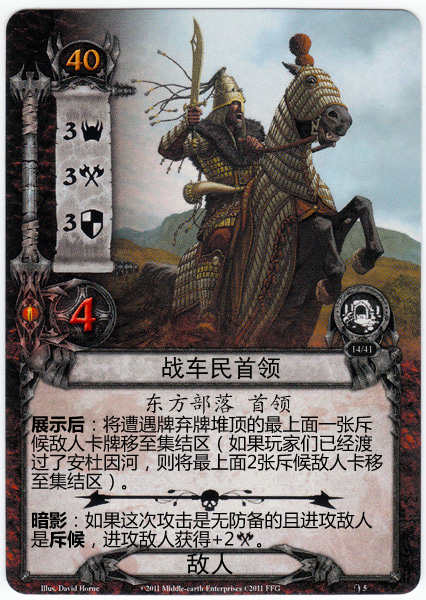 40
3
3
3
4
14/41
战车民首领
东方部落 首领
展示后：将遭遇牌弃牌堆顶的最上面一张斥
候敌人卡牌移至集结区（如果玩家们已经渡
过了安杜因河，则将最上面2张斥候敌人卡移
至集结区）。
暗影：如果这次攻击是无防备的且进攻敌人
是斥候，进攻敌人获得+2。
敌人
Illus. David Horne
©2011 Middle-earth Enterprises ©2011 FFG
5